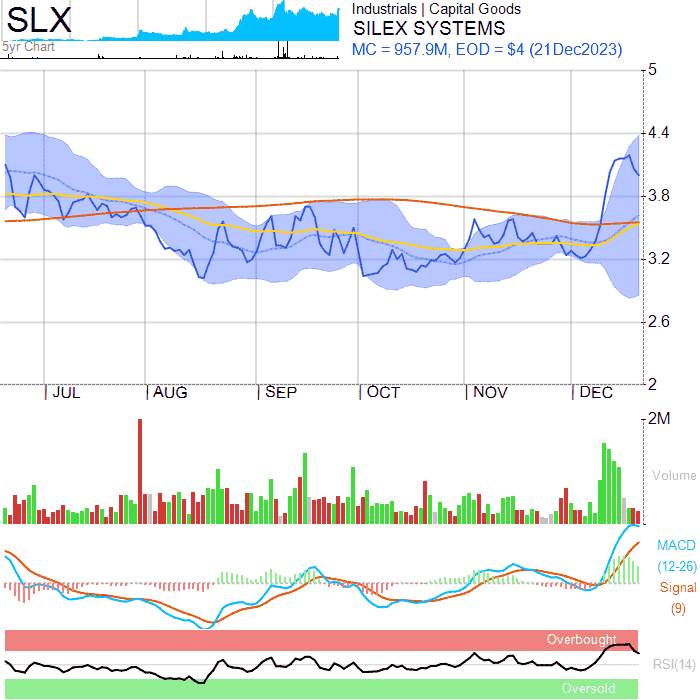 SLX
5yr Chart
Industrials | Capital Goods
SILEX SYSTEMS
MC = 957.9M, EOD = $4 (21Dec2023)
5
4.4
3.8
3.2
2.6
2
JUL
AUG
SEP
OCT
NOV
DEC
2M
Volume
MACD
(12-26)
Signal
(9)
Overbought
RSI(14)
Oversold